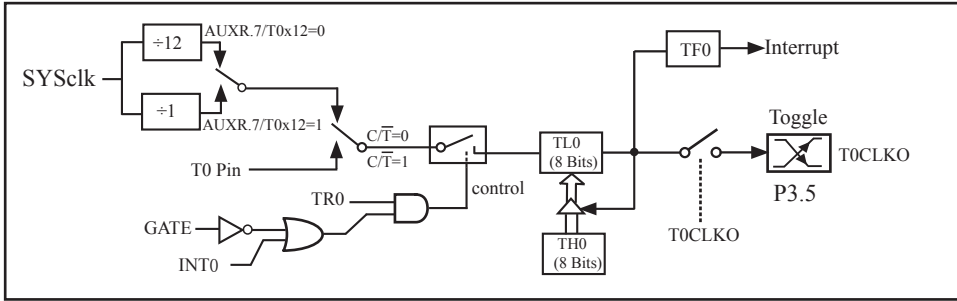 AUXR.7/T0x12=0
÷12
SYSclk
÷1
AUXR.7/T0x12=1
T0 Pin
C/T̅=0
C/T̅=1
TR0
control
GATE
INT0
TL0
(8 Bits)
TH0
(8 Bits)
TF0
Interrupt
Toggle
T0CLKO
P3.5
T0CLKO